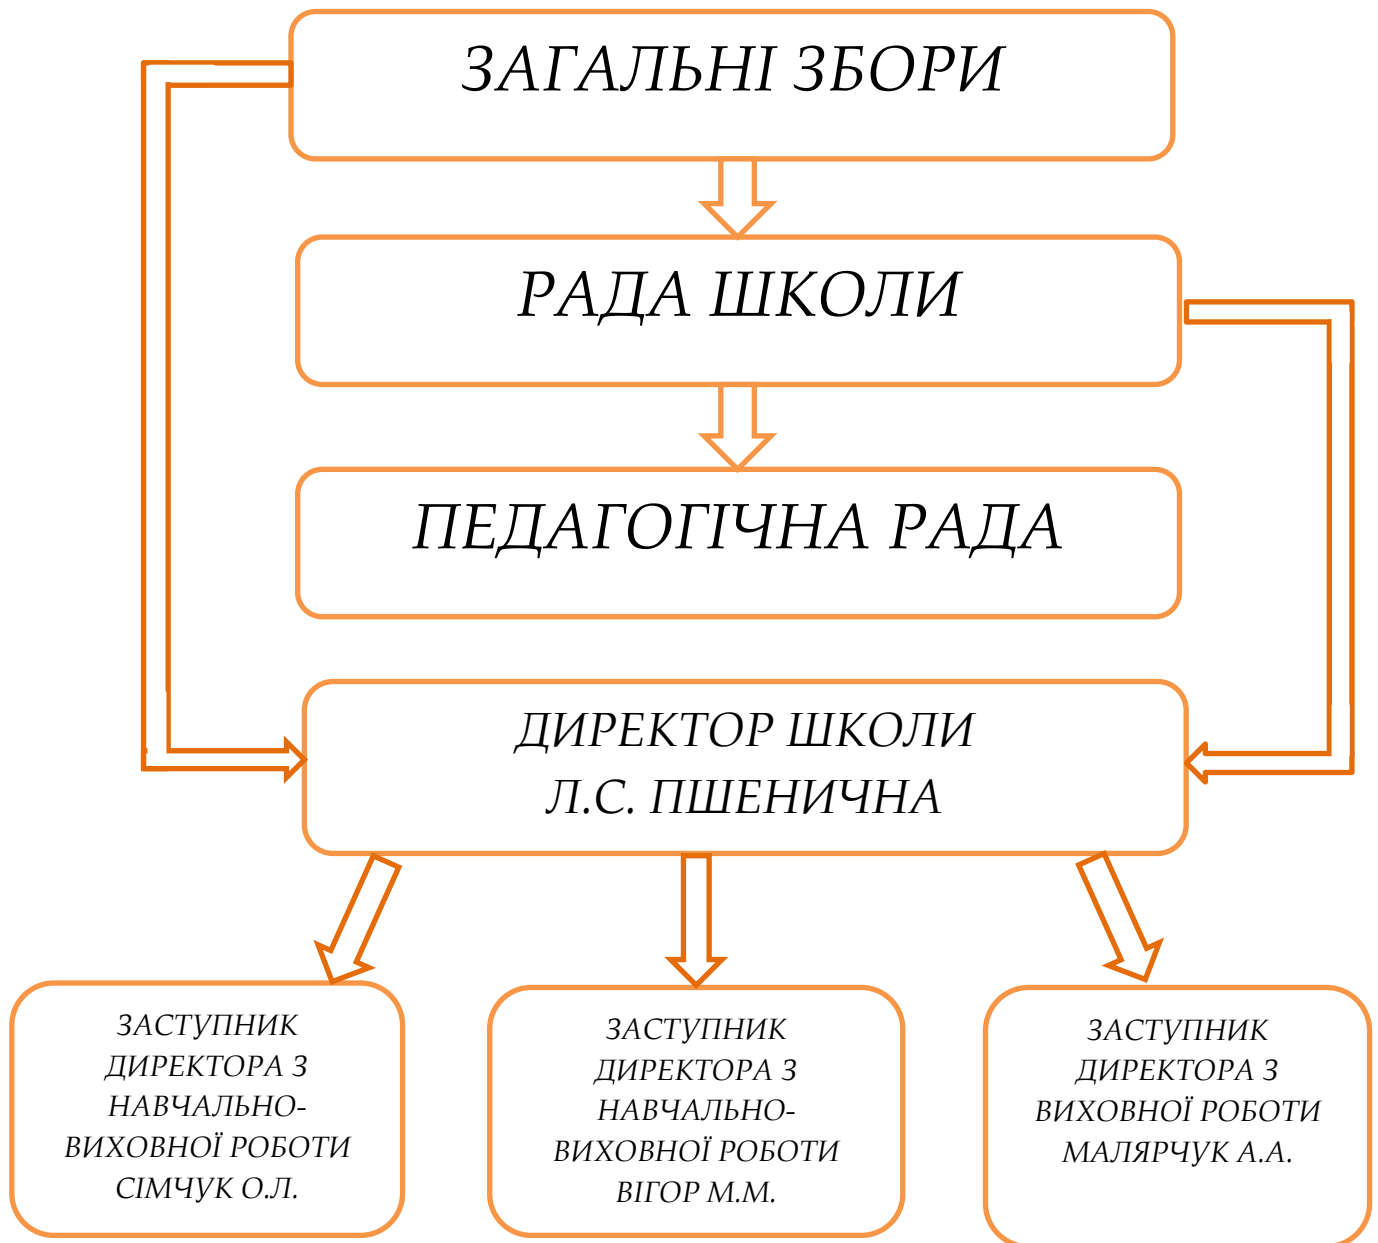 ЗАГАЛЬНІ ЗБОРИ
РАДА ШКОЛИ
ПЕДАГОГІЧНА РАДА
ДИРЕКТОР ШКОЛИ
Л.С. ПШЕНИЧНА
ЗАСТУПНИК
ДИРЕКТОРА З
НАВЧАЛЬНО-
ВИХОВНОЇ РОБОТИ
СІМЧУК О.Л.
ЗАСТУПНИК
ДИРЕКТОРА З
НАВЧАЛЬНО-
ВИХОВНОЇ РОБОТИ
ВІГОР М.М.
ЗАСТУПНИК
ДИРЕКТОРА З
ВИХОВНОЇ РОБОТИ
МАЛЯРЧУК А.А.